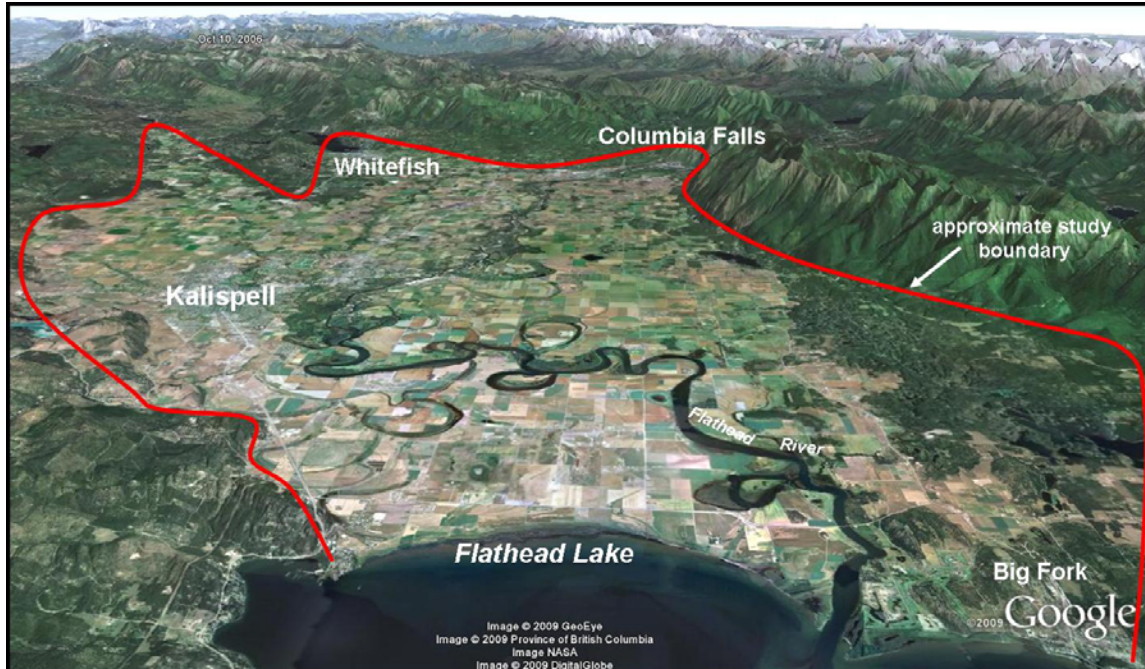 Oct 10, 2006
Columbia Falls
Whitefish
approximate study
boundary
Kalispell
Flathead River
Flathead Lake
Big Fork
©2009 Google
Image © 2009 GeoEye
Image © 2009 Province of British Columbia
Image NASA
Image © 2009 DigitalGlobe